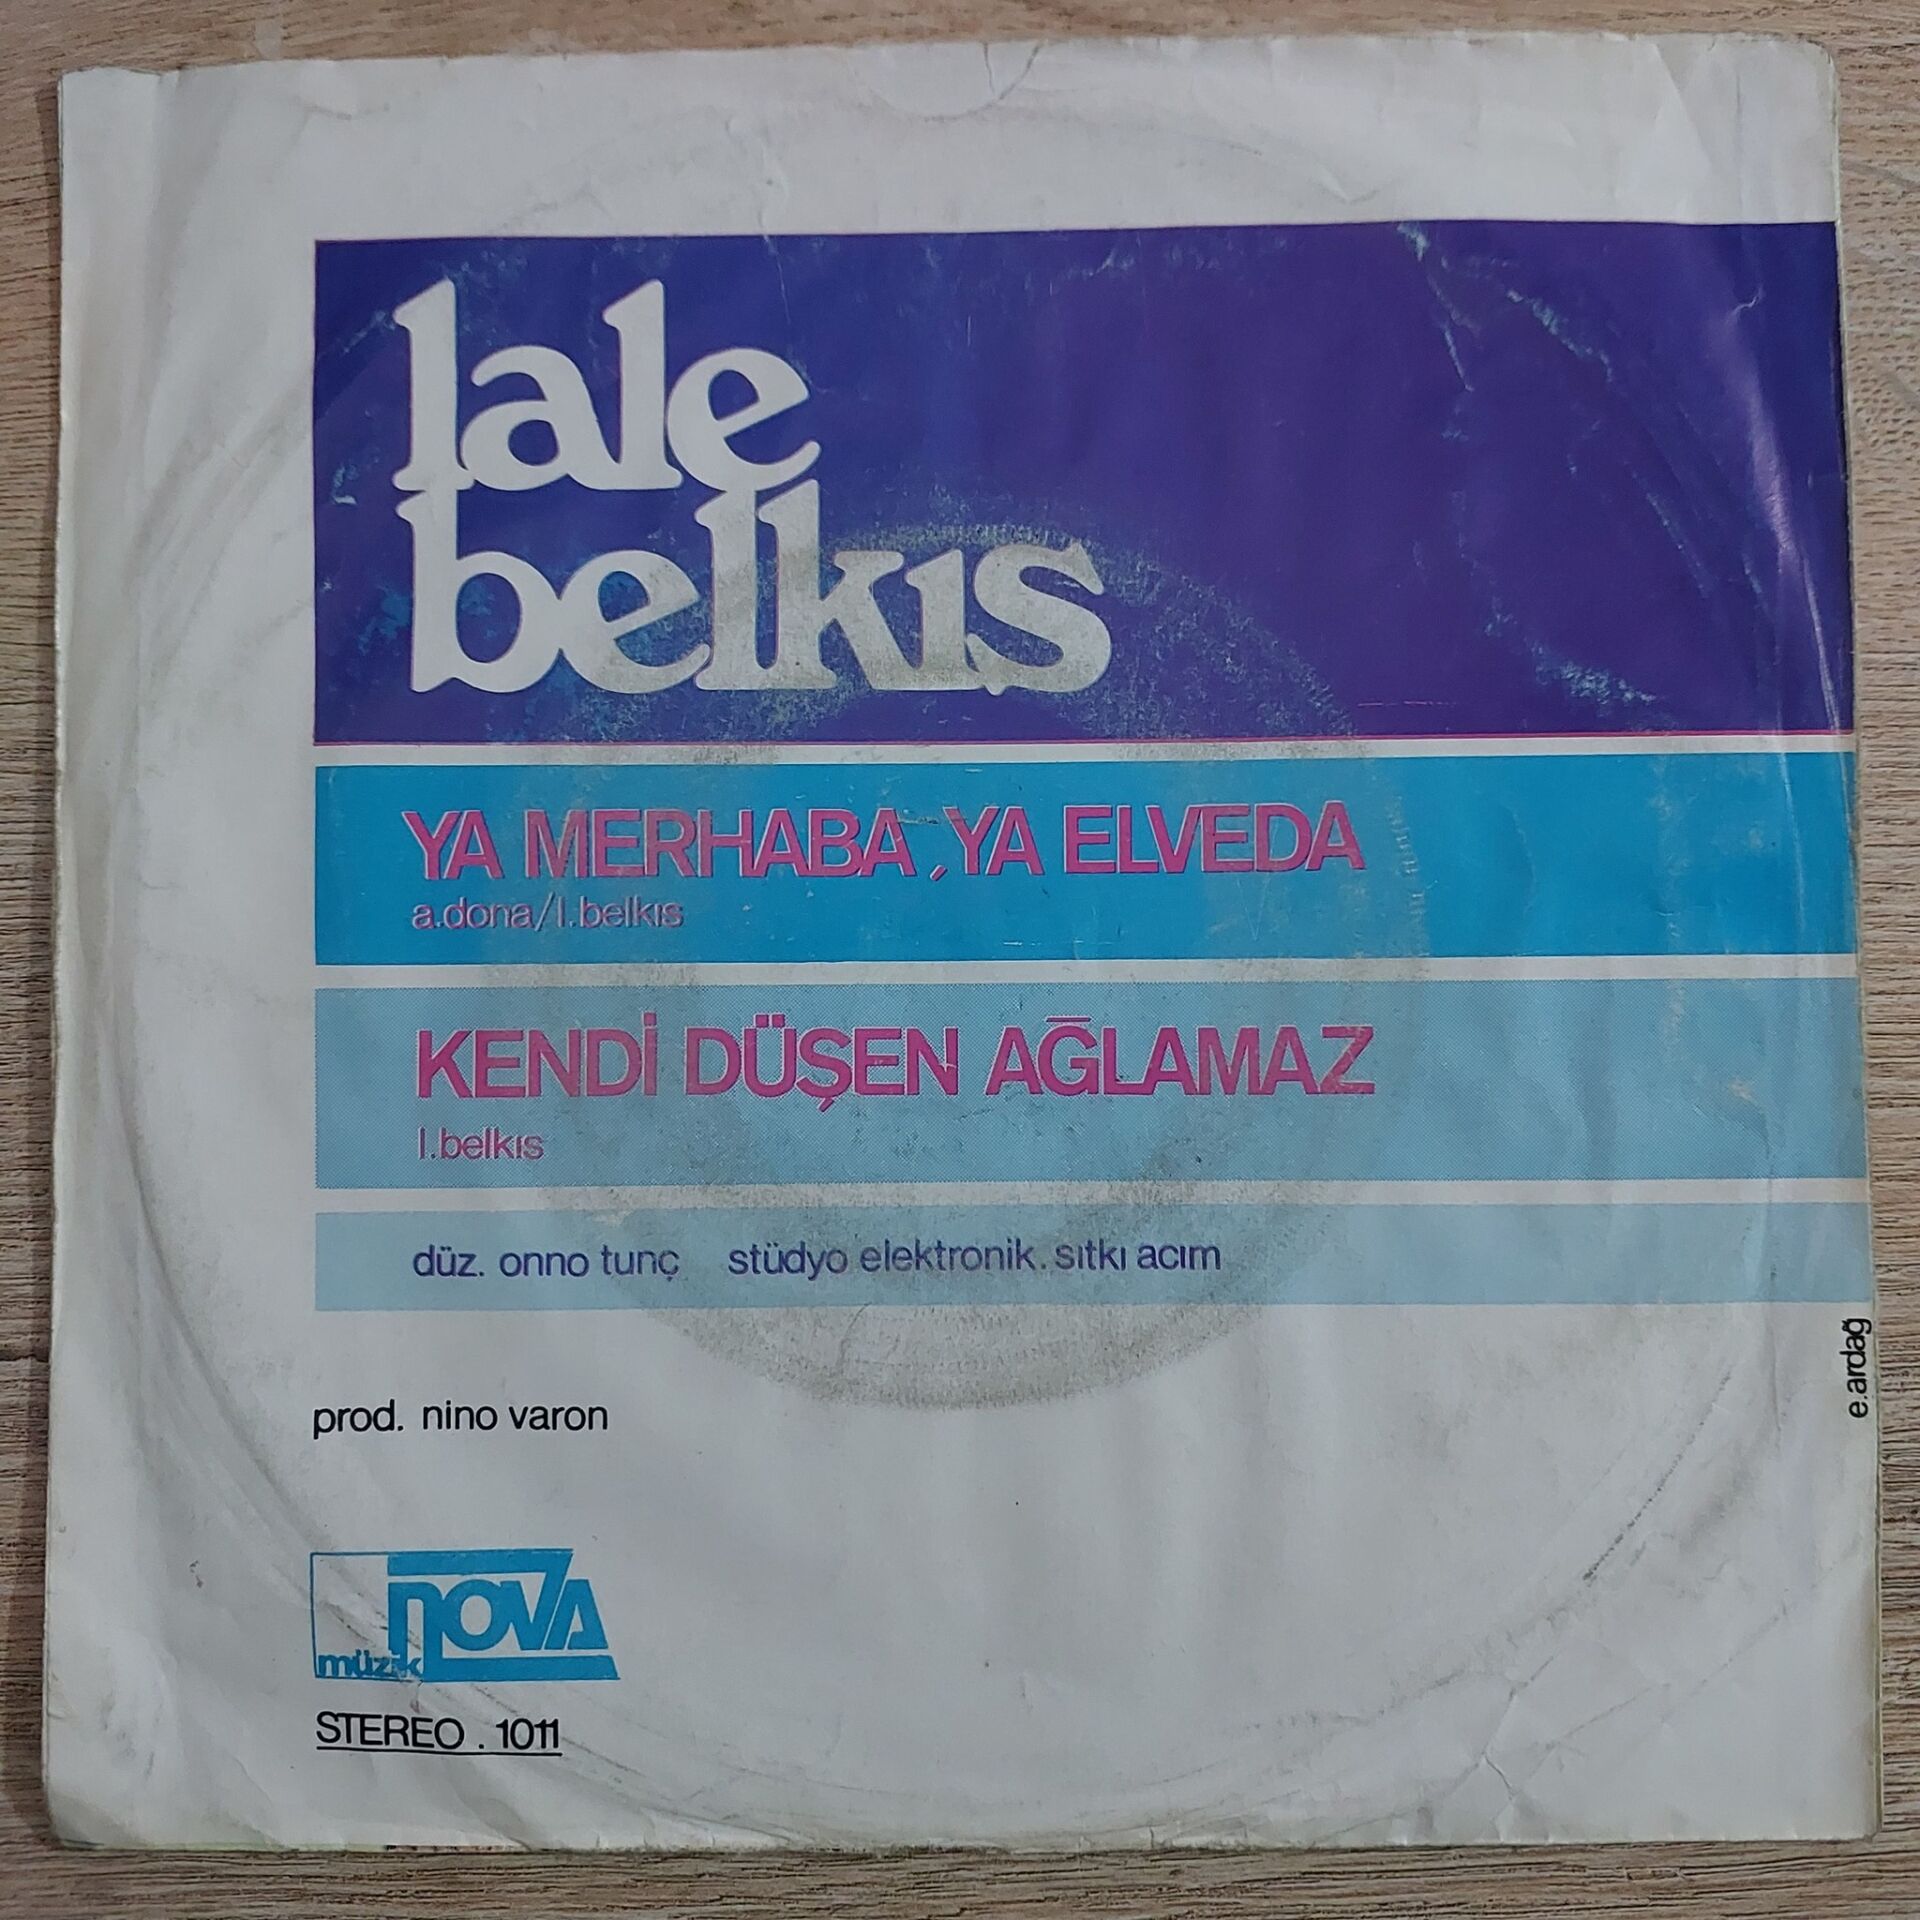 lale
belkıs
YA MERHABA, YA ELVEDA
a.dona/l.belkıs
KENDİ DÜŞEN AĞLAMAZ
l.belkıs
düz. onno tunç stüdyo elektronik. sıtkı acım
e.ardağ
prod. nino varon
nova
müzik
STEREO . 1011